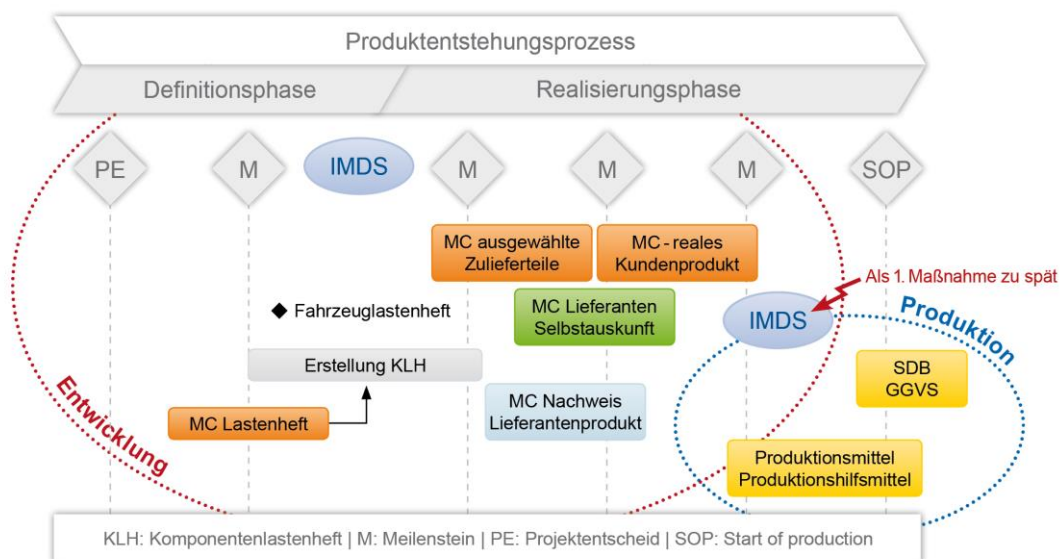 Produktentstehungsprozess
Definitionsphase
Realisierungsphase
PE
M
IMDS
M
M
M
SOP
MC ausgewählte
Zulieferteile
MC - reales
Kundenprodukt
Als 1. Maßnahme zu spät
MC Lieferanten
Selbstauskunft
◆ Fahrzeuglastenheft
IMDS
Produktion
Erstellung KLH
SDB
GGVS
MC Lastenheft
MC Nachweis
Lieferantenprodukt
Entwicklung
Produktionsmittel
Produktionshilfsmittel
KLH: Komponentenlastenheft | M: Meilenstein | PE: Projektentscheid | SOP: Start of production